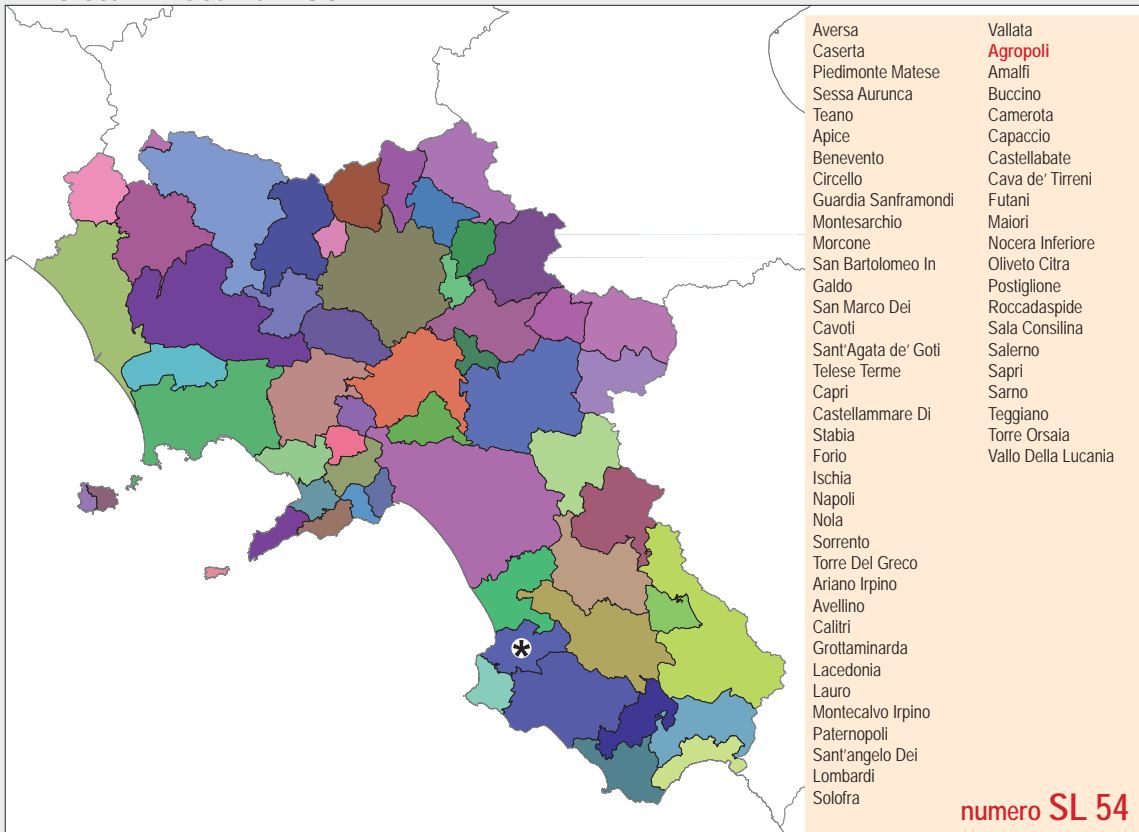 Aversa
Caserta
Piedimonte Matese
Sessa Aurunca
Teano
Apice
Benevento
Circello
Guardia Sanframondi
Montesarchio
Morcone
San Bartolomeo In
Galdo
San Marco Dei
Cavoti
Sant'Agata de' Goti
Telese Terme
Capri
Castellammare Di
Stabia
Forio
Ischia
Napoli
Nola
Sorrento
Torre Del Greco
Ariano Irpino
Avellino
Calitri
Grottaminarda
Lacedonia
Lauro
Montecalvo Irpino
Paternopoli
Sant'angelo Dei
Lombardi
Solofra
Vallata
Agropoli
Amalfi
Buccino
Camerota
Capaccio
Castellabate
Cava de' Tirreni
Futani
Maiori
Nocera Inferiore
Oliveto Citra
Postiglione
Roccadaspide
Sala Consilina
Salerno
Sapri
Sarno
Teggiano
Torre Orsaia
Vallo Della Lucania
*
numero SL 54